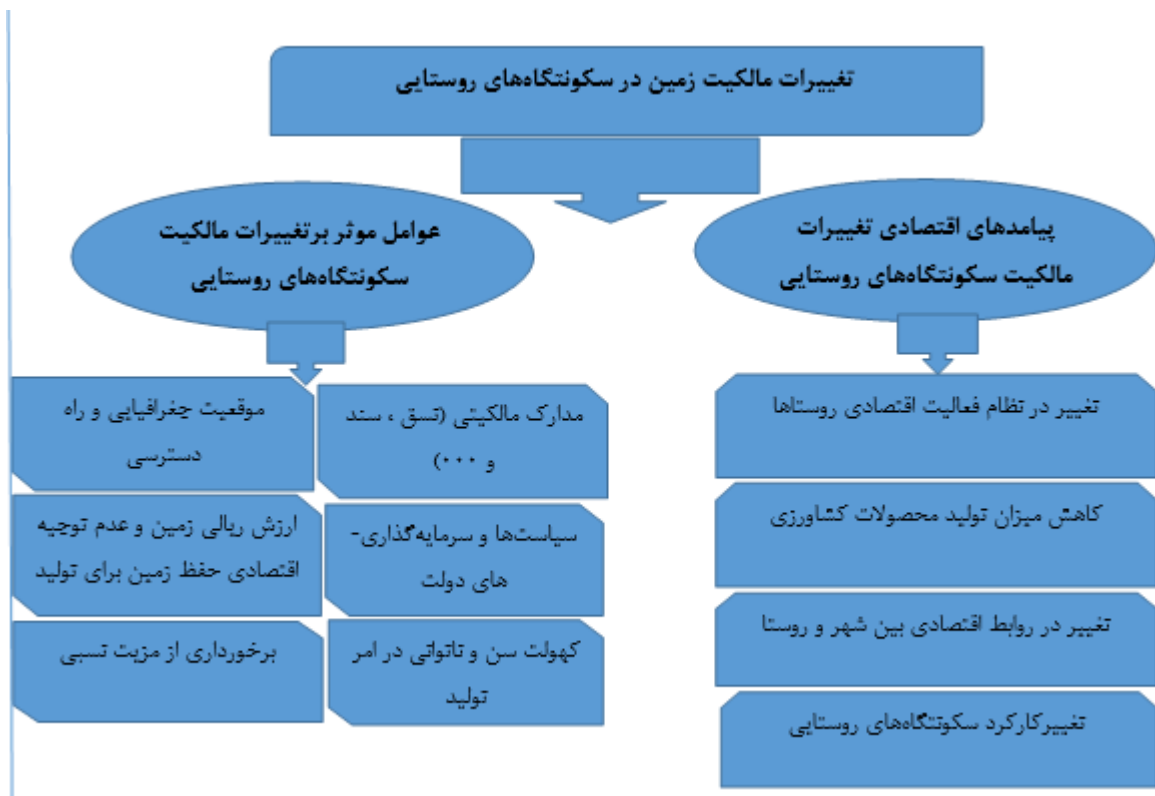 تغییرات مالکیت زمین در سکونتگاه‌های روستایی
پیامدهای اقتصادی تغییرات
مالکیت سکونتگاه‌های روستایی
عوامل موثر برتغییرات مالکیت
سکونتگاه‌های روستایی
تغییر در نظام فعالیت اقتصادی روستاها
کاهش میزان تولید محصولات کشاورزی
تغییر در روابط اقتصادی بین شهر و روستا
تغییرکارکرد سکونتگاه‌های روستایی
مدارک مالکیتی (نسق ، سند
و ۰۰۰)
سیاست‌ها و سرمایه‌گذاری-
های دولت
کهولت سن و ناتوانی در امر
تولید
موقعیت جغرافیایی و راه
دسترسی
ارزش ریالی زمین و عدم توجیه
اقتصادی حفظ زمین برای تولید
برخورداری از مزیت نسبی